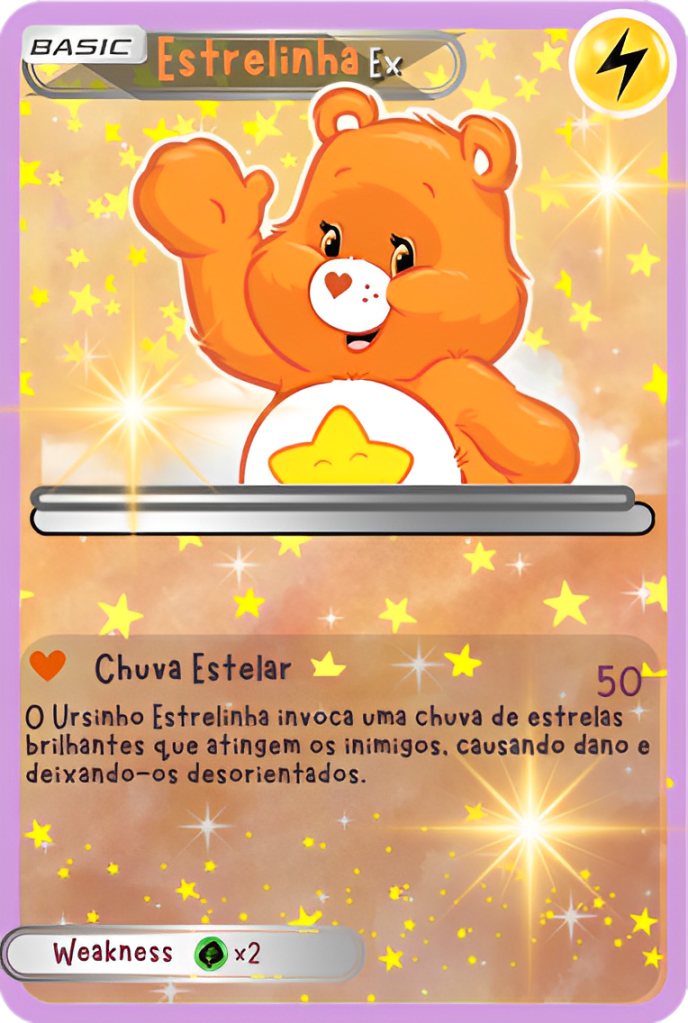 BASIC Estrelinha Ex
Chuva Estelar 50
O Ursinho Estrelinha invoca uma chuva de estrelas
brilhantes que atingem os inimigos, causando dano e
deixando-os desorientados.
Weakness x2